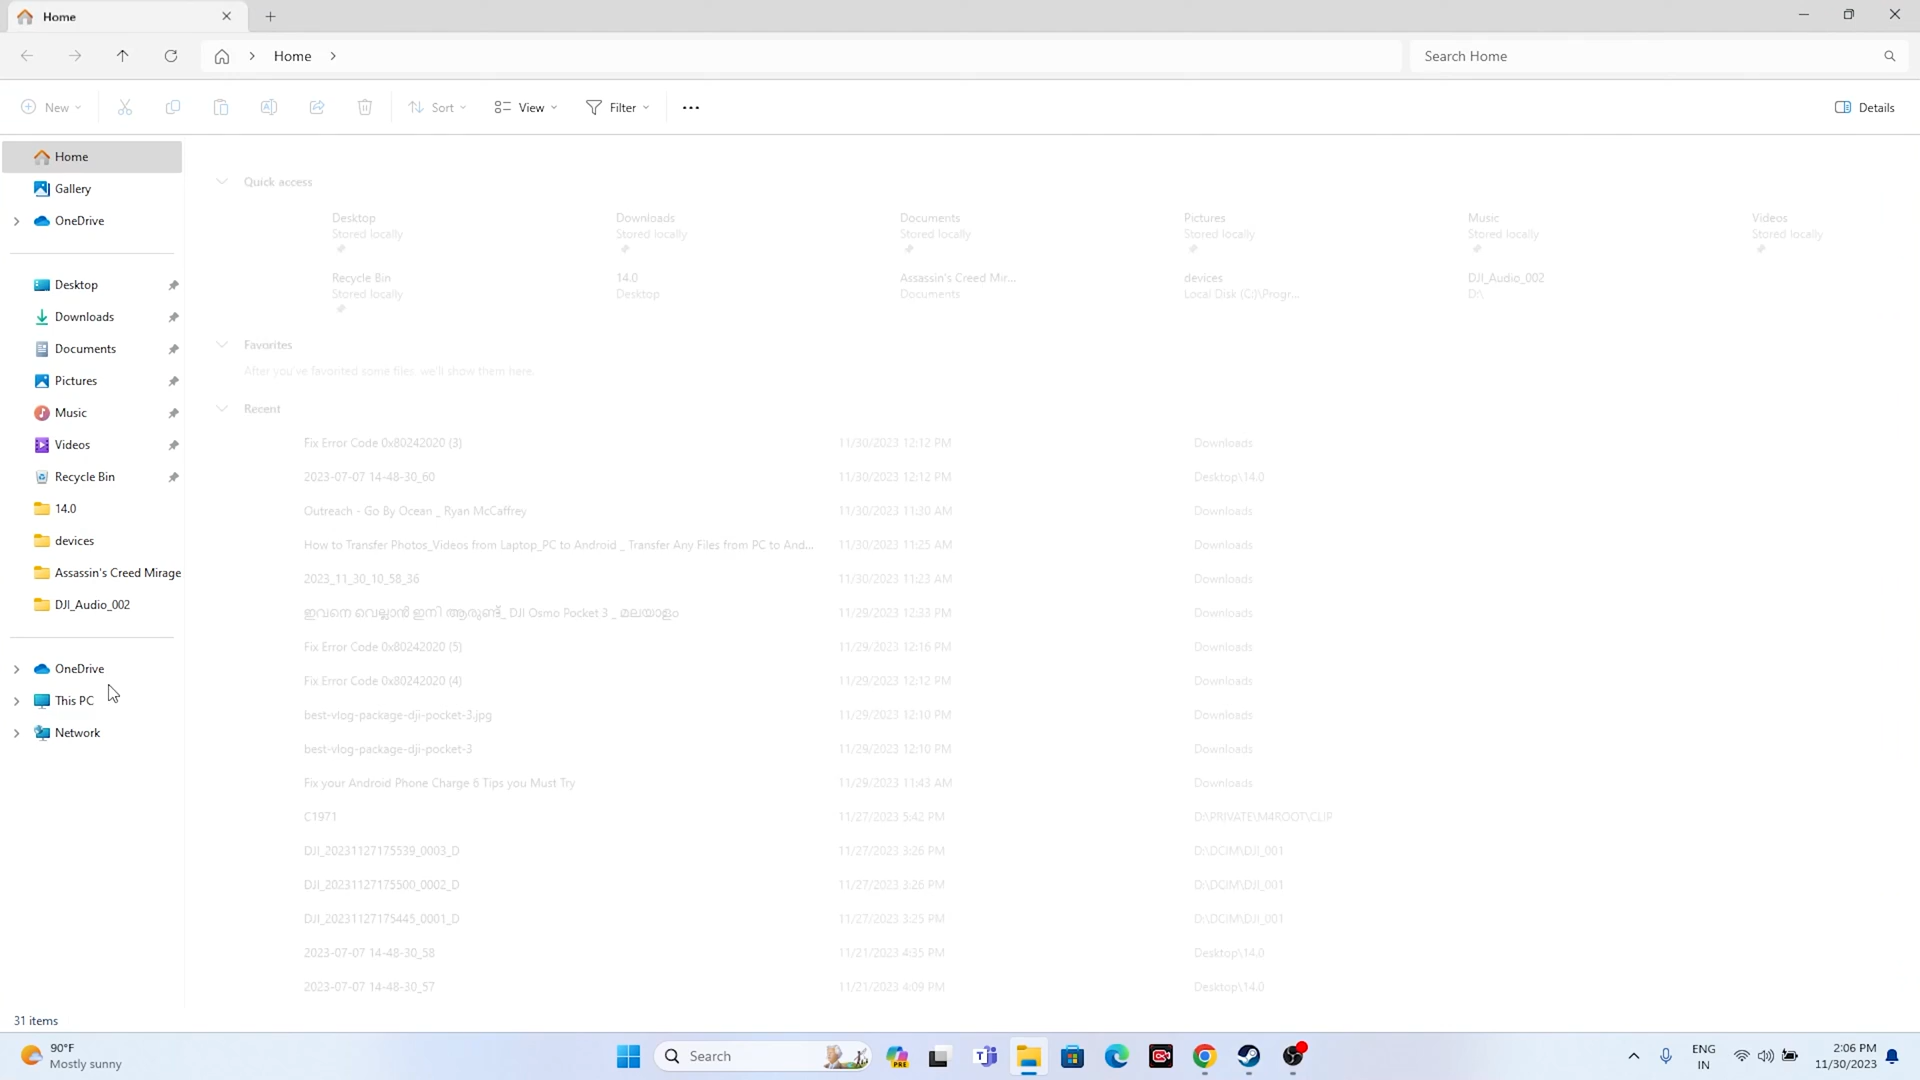 Home
Home
Search Home
New
Sort
View
Filter
Details
Home
Gallery
OneDrive
Desktop
Downloads
Documents
Pictures
Music
Videos
Recycle Bin
14.0
devices
Assassin's Creed Mirage
DJI_Audio_002
OneDrive
This PC
Network
Quick access
Desktop
Stored locally
Downloads
Stored locally
Documents
Stored locally
Pictures
Stored locally
Music
Stored locally
Videos
Stored locally
Recycle Bin
Stored locally
14.0
Desktop
Assassin's Creed Mir...
Documents
devices
Local Disk (C:)\Progr...
DJI_Audio_002
D:\
Favorites
After you've favorited some files, we'll show them here.
Recent
Fix Error Code 0x80242020 (3) 11/30/2023 12:12 PM Downloads
2023-07-07 14-48-30_60 11/30/2023 12:12 PM Desktop\14.0
Outreach - Go By Ocean _ Ryan McCaffrey 11/30/2023 11:30 AM Downloads
How to Transfer Photos_Videos from Laptop_PC to Android _ Transfer Any Files from PC to And... 11/30/2023 11:25 AM Downloads
2023_11_30_10_58_36 11/30/2023 11:23 AM Downloads
ഇവനെ വെല്ലാൻ ഇനി ആരുണ്ട്_ DJI Osmo Pocket 3 _ മലയാളം 11/29/2023 12:33 PM Downloads
Fix Error Code 0x80242020 (5) 11/29/2023 12:16 PM Downloads
Fix Error Code 0x80242020 (4) 11/29/2023 12:12 PM Downloads
best-vlog-package-dji-pocket-3.jpg 11/29/2023 12:10 PM Downloads
best-vlog-package-dji-pocket-3 11/29/2023 12:10 PM Downloads
Fix your Android Phone Charge 6 Tips you Must Try 11/29/2023 11:43 AM Downloads
C1971 11/27/2023 5:42 PM D:\PRIVATE\M4ROOT\CLIP
DJI_20231127175539_0003_D 11/27/2023 3:26 PM D:\DCIM\DJI_001
DJI_20231127175500_0002_D 11/27/2023 3:26 PM D:\DCIM\DJI_001
DJI_20231127175445_0001_D 11/27/2023 3:25 PM D:\DCIM\DJI_001
2023-07-07 14-48-30_58 11/21/2023 4:35 PM Desktop\14.0
2023-07-07 14-48-30_57 11/21/2023 4:09 PM Desktop\14.0
31 items
90°F
Mostly sunny
Search
PRE
ENG
IN
2:06 PM
11/30/2023